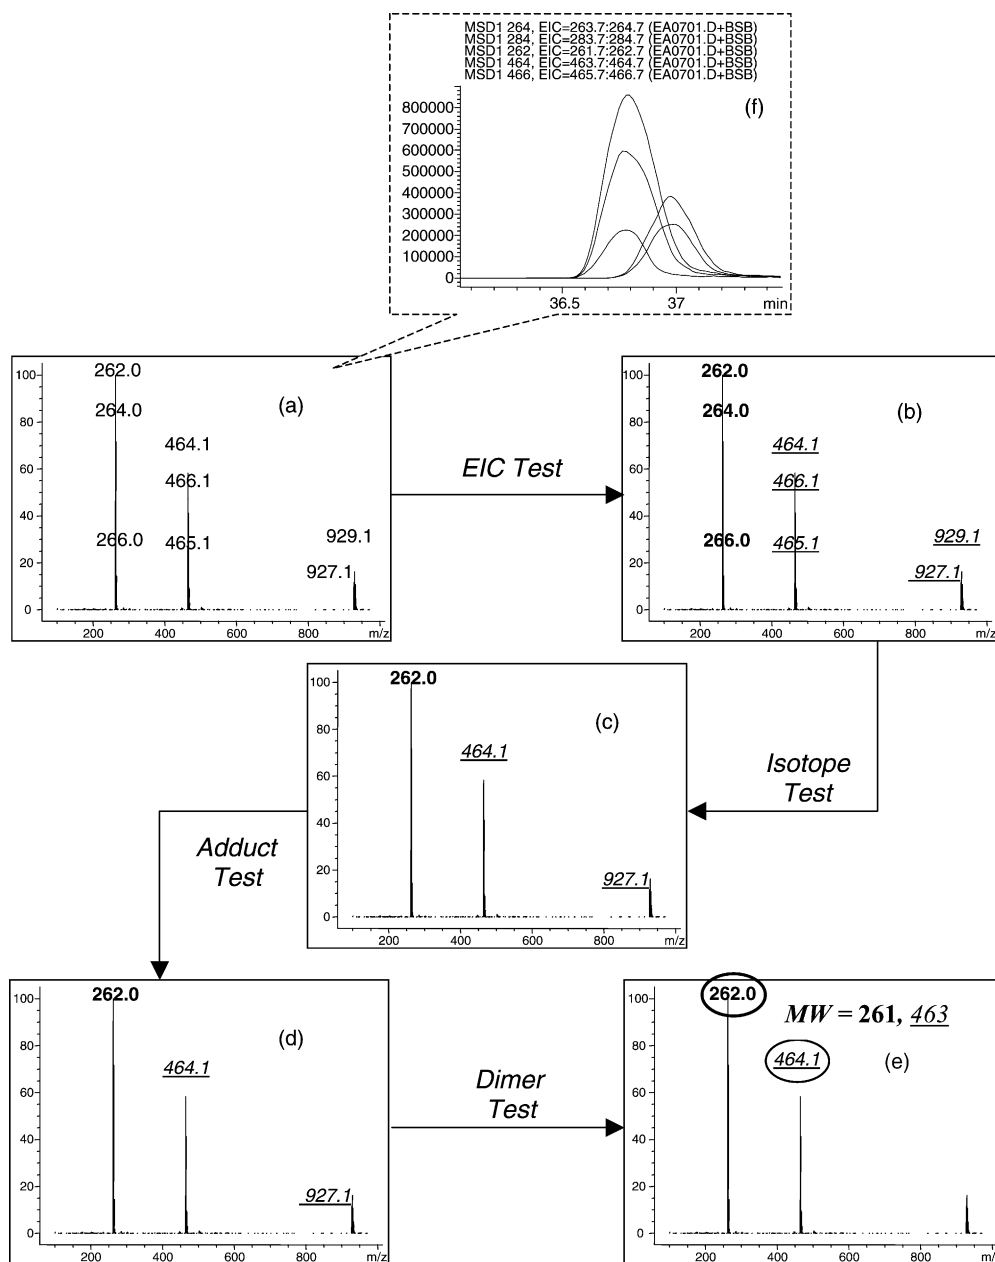 MSD1 264, EIC=263.7:264.7 (EA0701.D+BSB)
MSD1 284, EIC=283.7:284.7 (EA0701.D+BSB)
MSD1 262, EIC=261.7:262.7 (EA0701.D+BSB)
MSD1 464, EIC=463.7:464.7 (EA0701.D+BSB)
MSD1 466, EIC=465.7:466.7 (EA0701.D+BSB)
(f)
800000
700000
600000
500000
400000
300000
200000
100000
0
36.5 37 min
100
80
60
40
20
0
262.0
264.0
266.0
464.1
466.1
465.1
929.1
927.1
(a)
200 400 600 800 m/z
EIC Test
100
80
60
40
20
0
262.0
264.0
266.0
464.1
466.1
465.1
929.1
927.1
(b)
200 400 600 800 m/z
Isotope
Test
100
80
60
40
20
0
262.0
464.1
927.1
(c)
200 400 600 800 m/z
Adduct
Test
100
80
60
40
20
0
262.0
464.1
927.1
(d)
200 400 600 800 m/z
Dimer
Test
100
80
60
40
20
0
262.0
MW = 261, 463
464.1
(e)
200 400 600 800 m/z